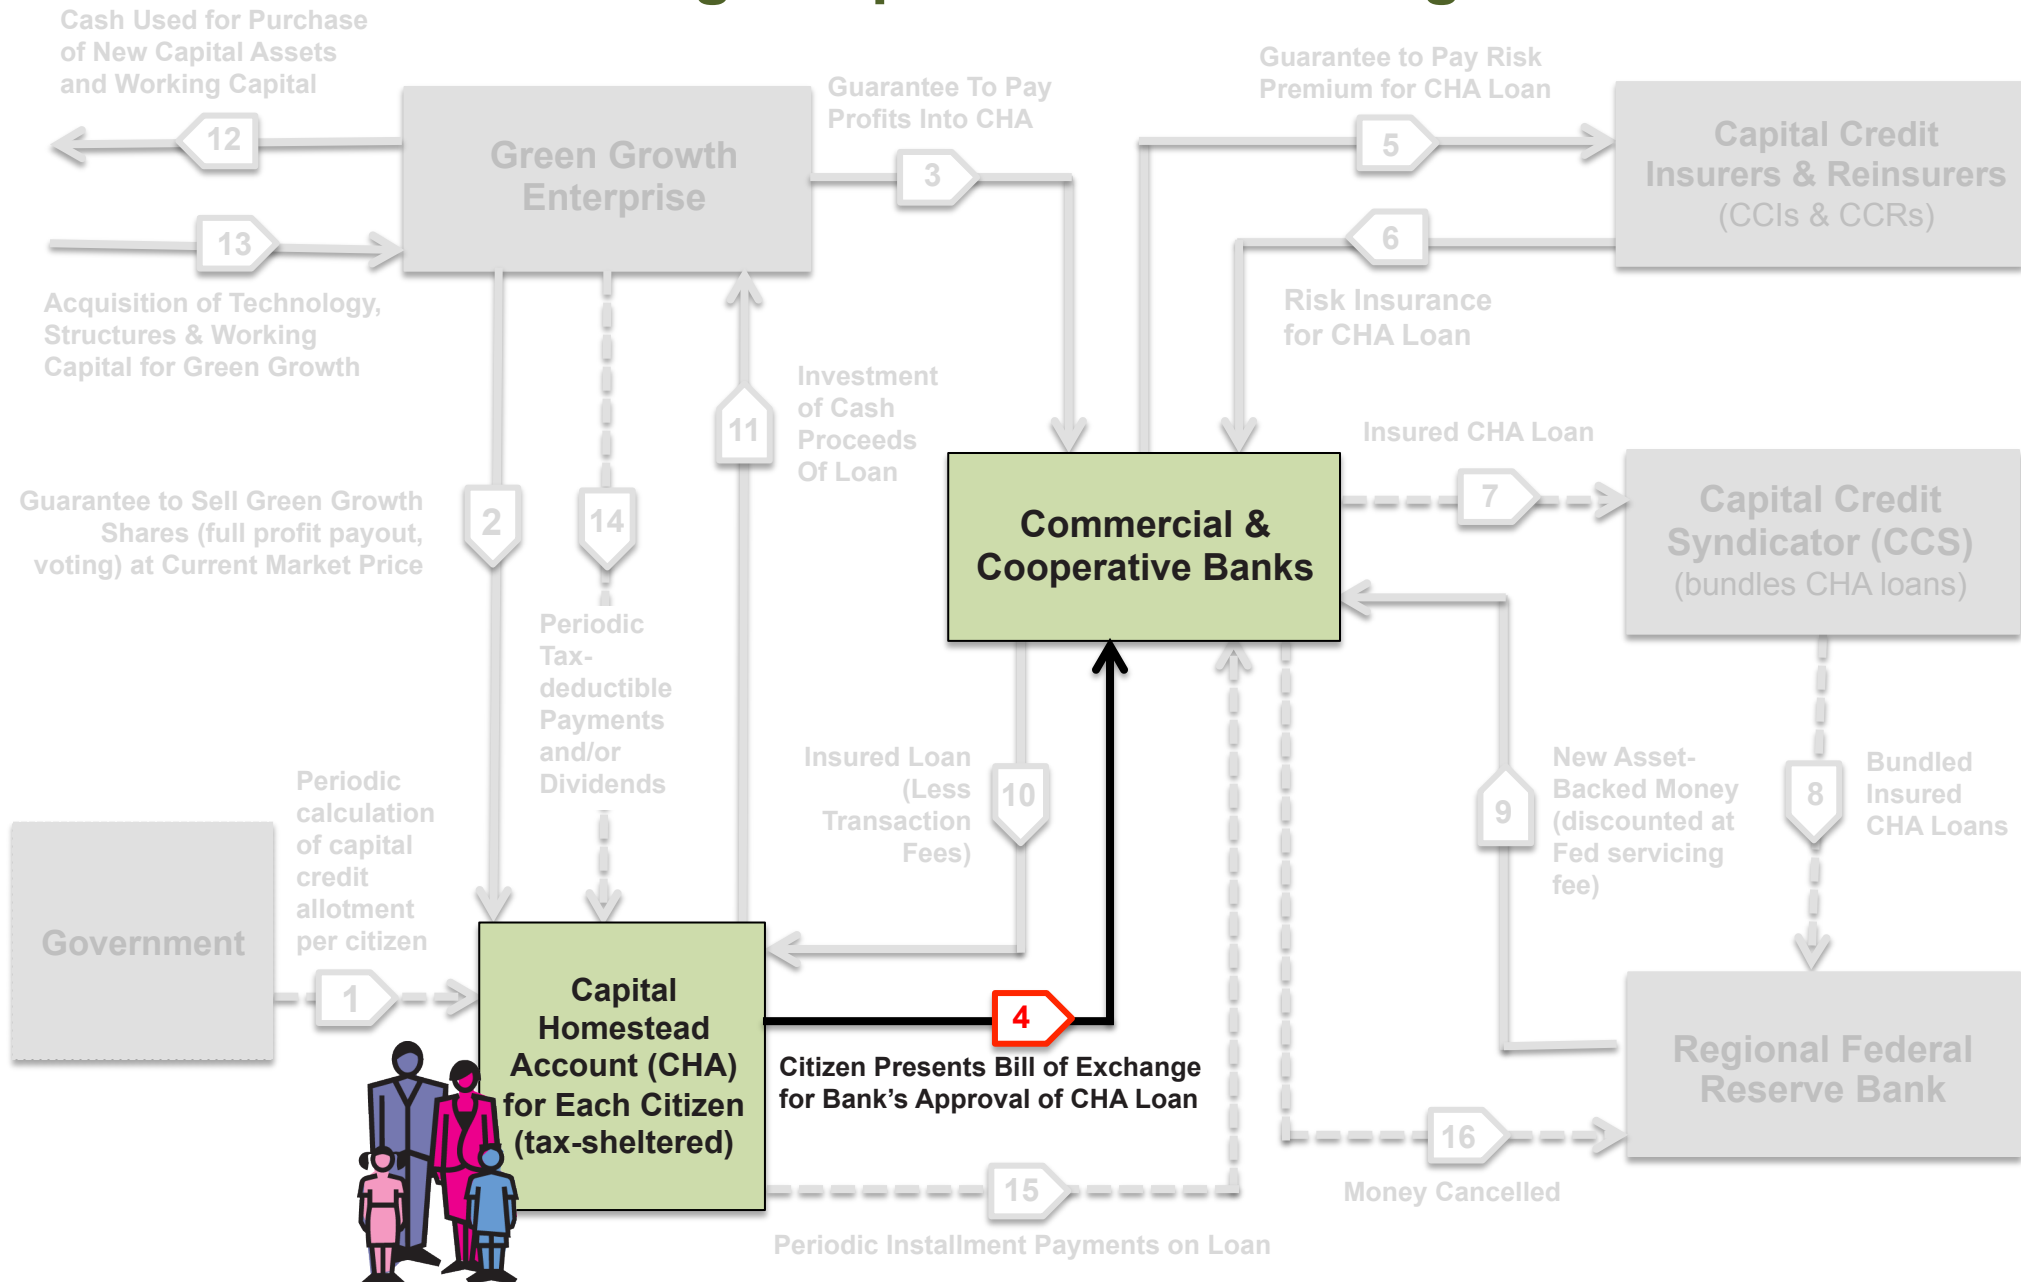 Cash Used for Purchase
of New Capital Assets
and Working Capital
12
Green Growth
Enterprise
Guarantee To Pay
Profits Into CHA
3
Guarantee to Pay Risk
Premium for CHA Loan
5
Capital Credit
Insurers & Reinsurers
(CCIs & CCRs)
13
6
Acquisition of Technology,
Structures & Working
Capital for Green Growth
Risk Insurance
for CHA Loan
Investment
of Cash
Proceeds
Of Loan
11
Insured CHA Loan
7
Guarantee to Sell Green Growth
Shares (full profit payout,
voting) at Current Market Price
2
14
Commercial &
Cooperative Banks
Capital Credit
Syndicator (CCS)
(bundles CHA loans)
Periodic
Tax-
deductible
Payments
and/or
Dividends
Insured Loan
(Less
Transaction
Fees)
10
9
New Asset-
Backed Money
(discounted at
Fed servicing
fee)
8
Bundled
Insured
CHA Loans
Government
Periodic
calculation
of capital
credit
allotment
per citizen
1
Capital
Homestead
Account (CHA)
for Each Citizen
(tax-sheltered)
4
Citizen Presents Bill of Exchange
for Bank’s Approval of CHA Loan
Regional Federal
Reserve Bank
16
Money Cancelled
15
Periodic Installment Payments on Loan